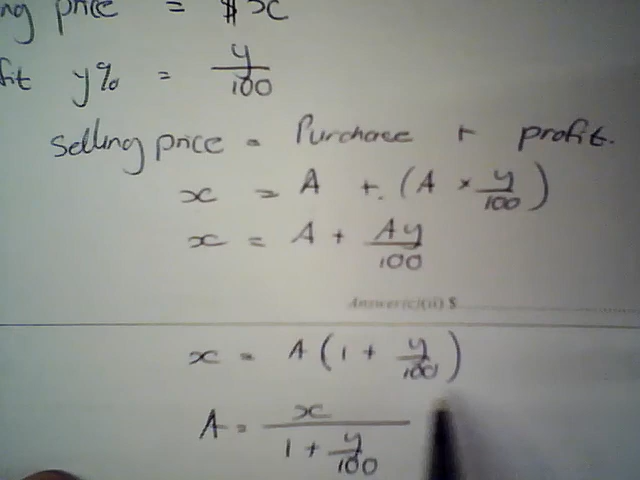 ng price = $x
fit y% = y/100
Selling price = Purchase + profit.
x = A + (A × y/100)
x = A + Ay/100
Answer(c)(ii) $
x = A(1 + y/100)
A = x/(1 + y/100)